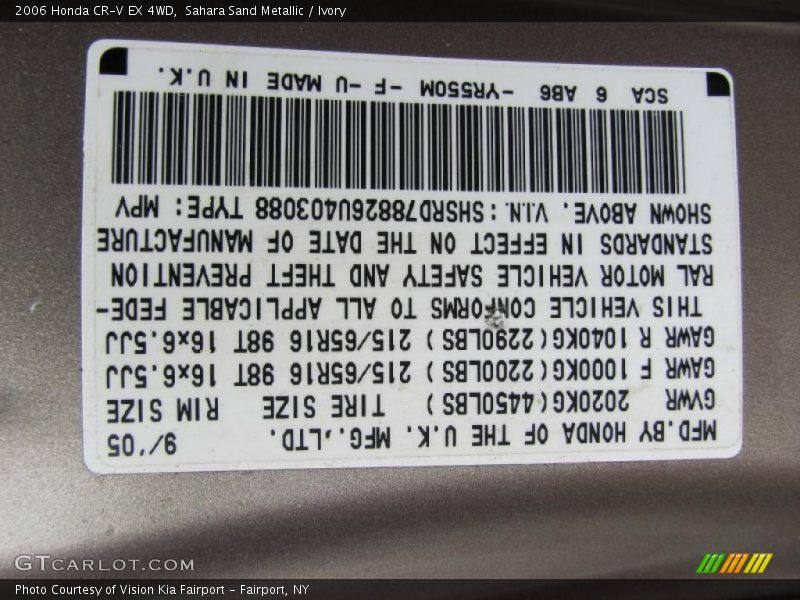 2006 Honda CR-V EX 4WD, Sahara Sand Metallic / Ivory
MFD.BY HONDA OF THE U.K. MFG.,LTD. 9/'05
GVWR 2020KG(4450LBS) TIRE SIZE RIM SIZE
GAWR F 1000KG(2200LBS) 215/65R16 98T 16x6.5JJ
GAWR R 1040KG(2290LBS) 215/65R16 98T 16x6.5JJ
THIS VEHICLE CONFORMS TO ALL APPLICABLE FEDE-
RAL MOTOR VEHICLE SAFETY AND THEFT PREVENTION
STANDARDS IN EFFECT ON THE DATE OF MANUFACTURE
SHOWN ABOVE. V.I.N.:SHSRD78826U403088 TYPE: MPV
SCA 6 AB6 -YR550M -F -U MADE IN U.K.
GTCARLOT.COM
Photo Courtesy of Vision Kia Fairport - Fairport, NY